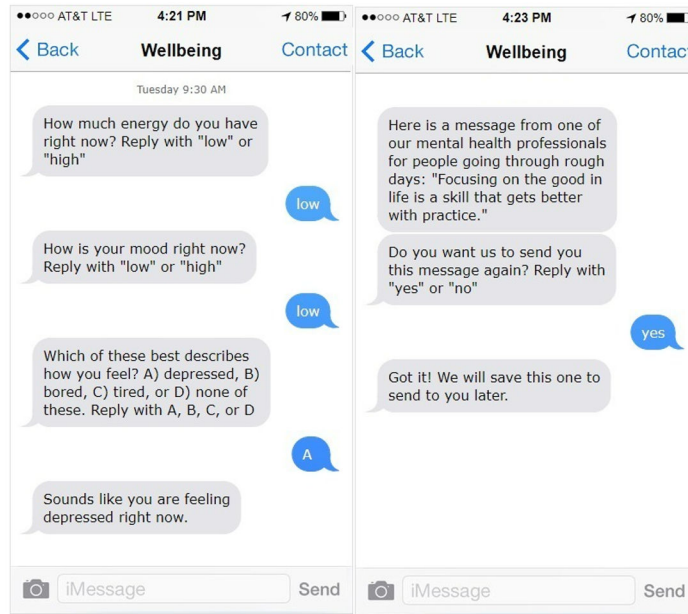 ●●○○○ AT&T LTE 4:21 PM 80%
Back Wellbeing Contact
Tuesday 9:30 AM
How much energy do you have
right now? Reply with "low" or
"high"
low
How is your mood right now?
Reply with "low" or "high"
low
Which of these best describes
how you feel? A) depressed, B)
bored, C) tired, or D) none of
these. Reply with A, B, C, or D
A
Sounds like you are feeling
depressed right now.
iMessage Send
●●○○○ AT&T LTE 4:23 PM 80%
Back Wellbeing Contac
Here is a message from one of
our mental health professionals
for people going through rough
days: "Focusing on the good in
life is a skill that gets better
with practice."
Do you want us to send you
this message again? Reply with
"yes" or "no"
yes
Got it! We will save this one to
send to you later.
iMessage Send